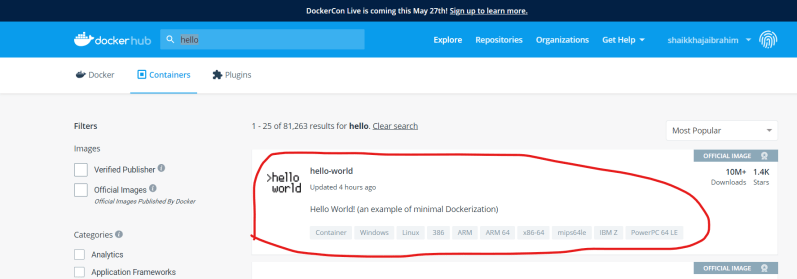 DockerCon Live is coming this May 27th! Sign up to learn more.
dockerhub
hello
Explore Repositories Organizations Get Help shaikkhajaibrahim
Docker Containers Plugins
Filters
1 - 25 of 81,263 results for hello. Clear search
Most Popular
Images
Verified Publisher
Official Images
Official Images Published By Docker
Categories
Analytics
Application Frameworks
OFFICIAL IMAGE
>hello
world
hello-world
Updated 4 hours ago
10M+ 1.4K
Downloads Stars
Hello World! (an example of minimal Dockerization)
Container Windows Linux 386 ARM ARM 64 x86-64 mips64le IBM Z PowerPC 64 LE
OFFICIAL IMAGE